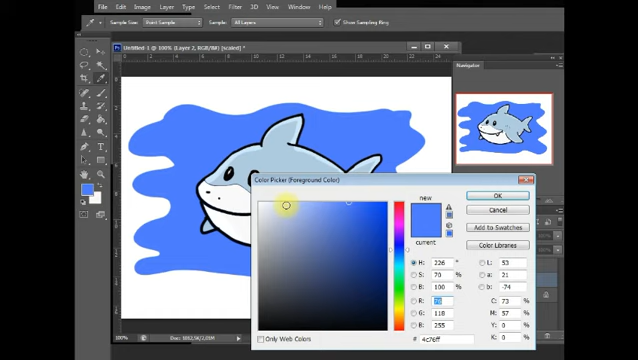 File Edit Image Layer Type Select Filter View Window Help
Sample Size: Point Sample Sample: All Layers Show Sampling Ring
Untitled-1 @ 100% (Layer 2, RGB/8#) (scaled) *
Navigator
Color Picker (Foreground Color)
new
current
OK
Cancel
Add to Swatches
Color Libraries
H: 226 °
S: 70 %
B: 100 %
R:
G: 118
B: 255
# 4c76ff
L: 53
a: 21
b: -74
C: 73 %
M: 57 %
Y: 0 %
K: 0 %
Only Web Colors
100%